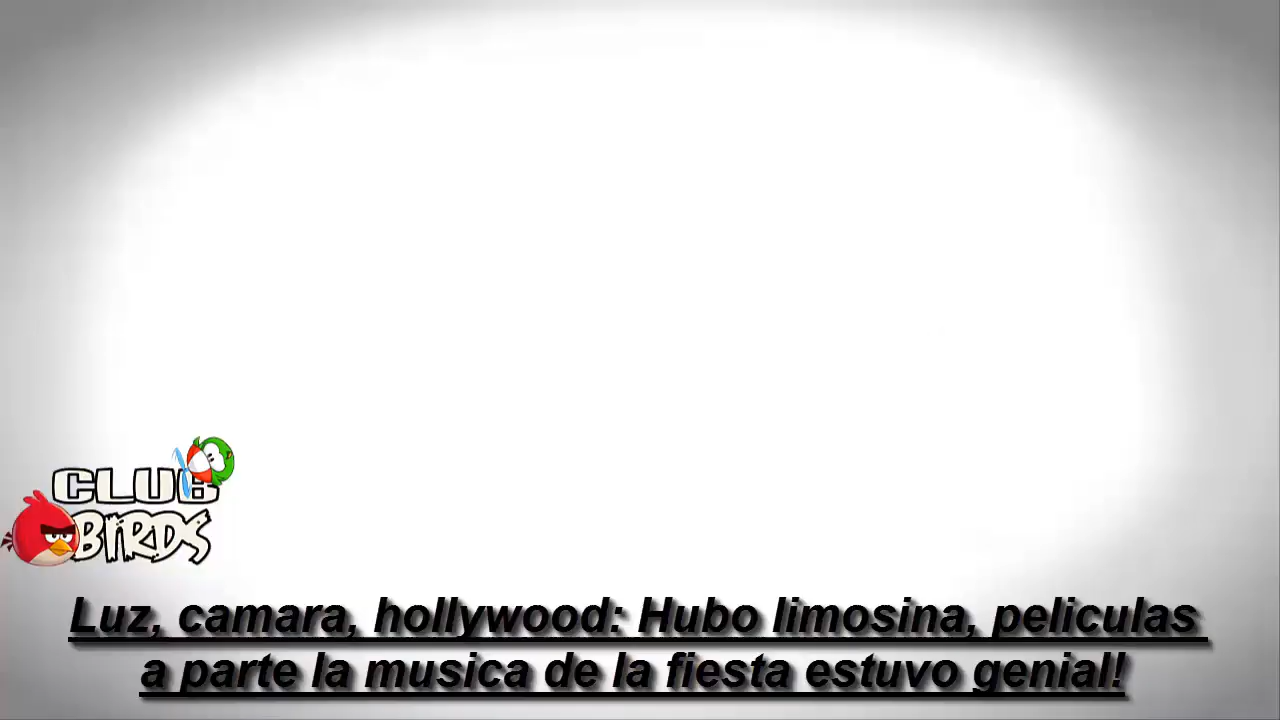 CLUB
BIRDS
Luz, camara, hollywood: Hubo limosina, peliculas
a parte la musica de la fiesta estuvo genial!